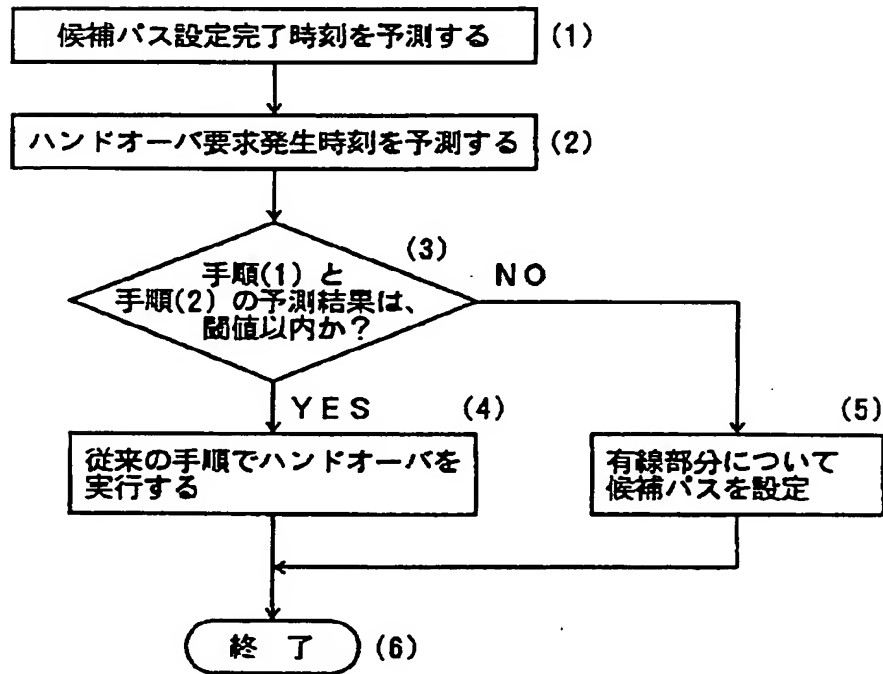 候補パス設定完了時刻を予測する (1)
ハンドオーバ要求発生時刻を予測する (2)
(3)
手順(1) と
手順(2) の予測結果は、
閾値以内か？
NO
YES
(4)
従来の手順でハンドオーバを
実行する
(5)
有線部分について
候補パスを設定
終 了 (6)